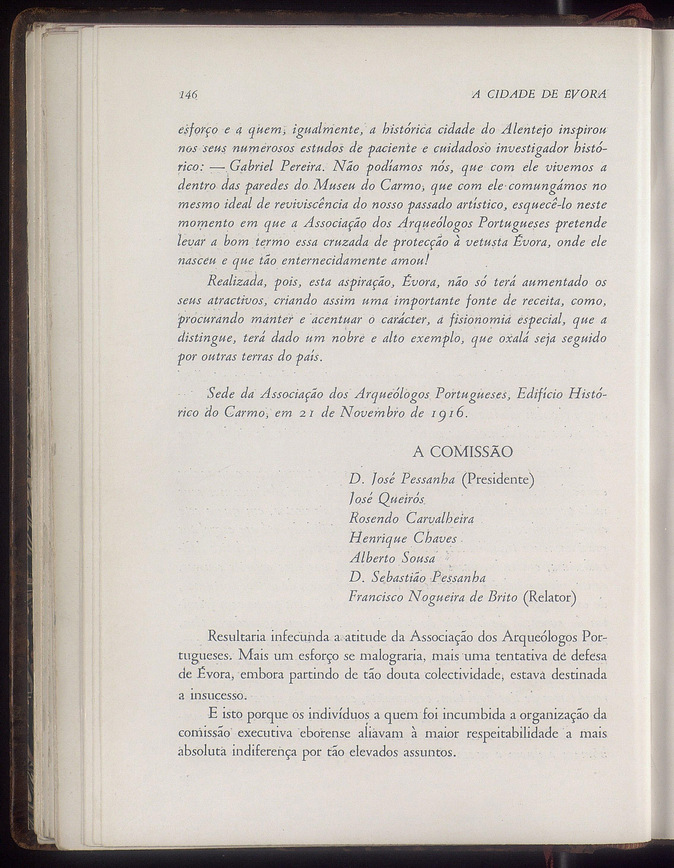 146 A CIDADE DE ÉVORA
esforço e a quem, igualmente, a histórica cidade do Alentejo inspirou
nos seus numerosos estudos de paciente e cuidadoso investigador histó-
rico: — Gabriel Pereira. Não podíamos nós, que com ele vivemos a
dentro das paredes do Museu do Carmo, que com ele comungámos no
mesmo ideal de reviviscência do nosso passado artístico, esquecê-lo neste
momento em que a Associação dos Arqueólogos Portugueses pretende
levar a bom termo essa cruzada de protecção à vetusta Évora, onde ele
nasceu e que tão enternecidamente amou!
Realizada, pois, esta aspiração, Évora, não só terá aumentado os
seus atractivos, criando assim uma importante fonte de receita, como,
procurando manter e acentuar o carácter, a fisionomia especial, que a
distingue, terá dado um nobre e alto exemplo, que oxalá seja seguido
por outras terras do país.
Sede da Associação dos Arqueólogos Portugueses, Edifício Histó-
rico do Carmo, em 21 de Novembro de 1916.
A COMISSÃO
D. José Pessanha (Presidente)
José Queirós
Rosendo Carvalheira
Henrique Chaves
Alberto Sousa
D. Sebastião Pessanha
Francisco Nogueira de Brito (Relator)
Resultaria infecunda a atitude da Associação dos Arqueólogos Por-
tugueses. Mais um esforço se malograria, mais uma tentativa de defesa
de Évora, embora partindo de tão douta colectividade, estava destinada
a insucesso.
E isto porque os indivíduos a quem foi incumbida a organização da
comissão executiva eborense aliavam à maior respeitabilidade a mais
absoluta indiferença por tão elevados assuntos.